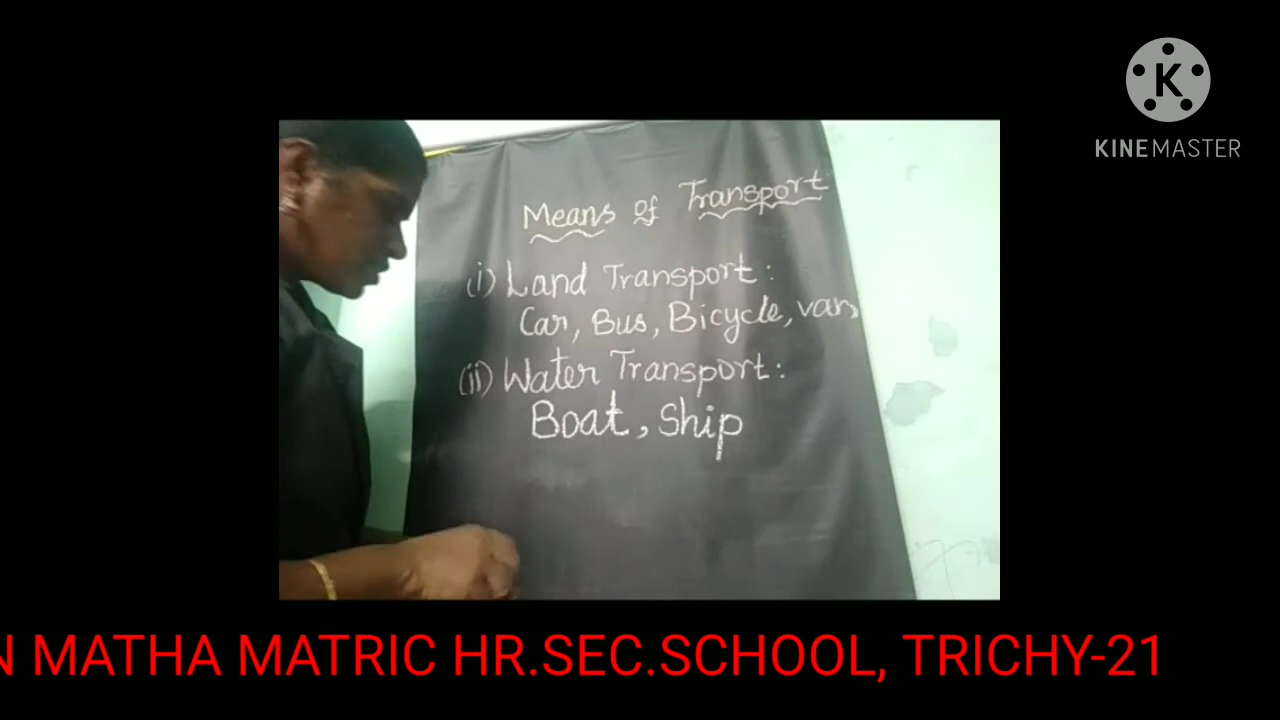 KINEMASTER
Means of Transport
(i) Land Transport:
Car, Bus, Bicycle, van,
(ii) Water Transport:
Boat, Ship
N MATHA MATRIC HR.SEC.SCHOOL, TRICHY-21